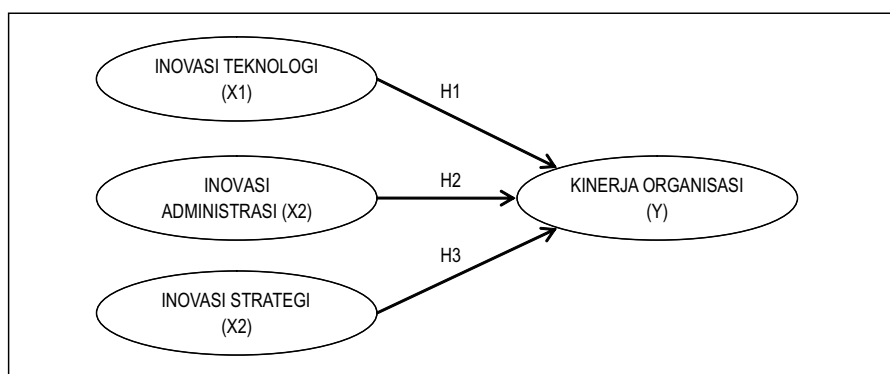 INOVASI TEKNOLOGI
(X1)
H1
INOVASI
ADMINISTRASI (X2)
H2
KINERJA ORGANISASI
(Y)
H3
INOVASI STRATEGI
(X2)